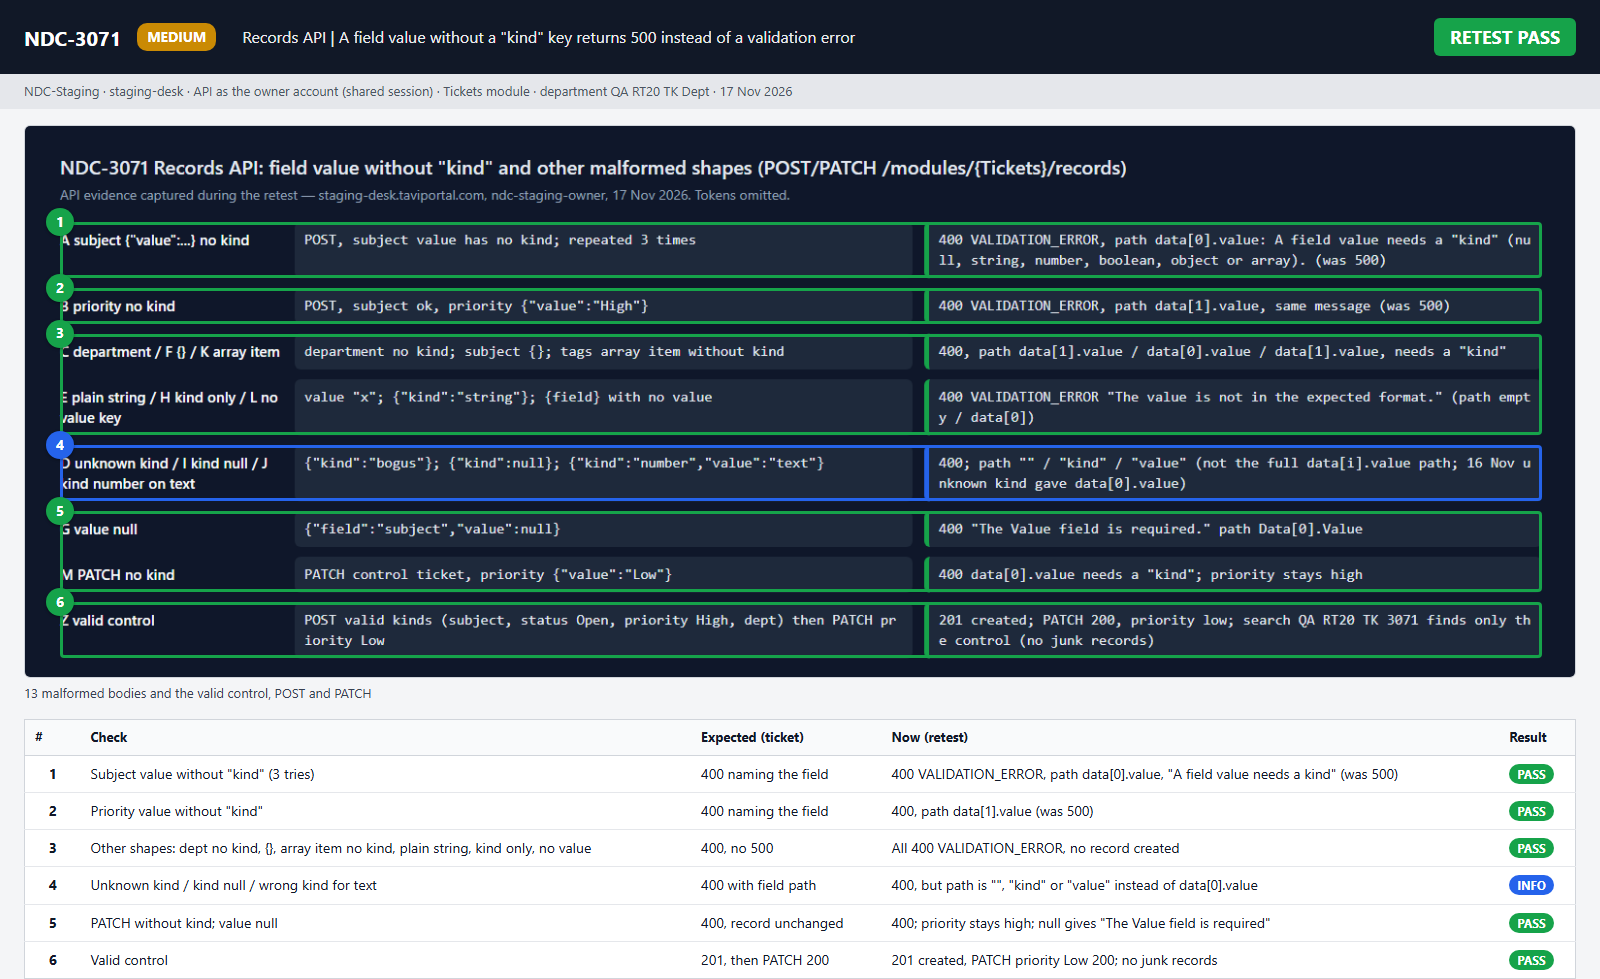 NDC-3071 MEDIUM Records API | A field value without a "kind" key returns 500 instead of a validation error RETEST PASS
NDC-Staging · staging-desk · API as the owner account (shared session) · Tickets module · department QA RT20 TK Dept · 17 Nov 2026
NDC-3071 Records API: field value without "kind" and other malformed shapes (POST/PATCH /modules/{Tickets}/records)
API evidence captured during the retest — staging-desk.taviportal.com, ndc-staging-owner, 17 Nov 2026. Tokens omitted.
1
A subject {"value":...} no kind POST, subject value has no kind; repeated 3 times 400 VALIDATION_ERROR, path data[0].value: A field value needs a "kind" (nu
ll, string, number, boolean, object or array). (was 500)
2
B priority no kind POST, subject ok, priority {"value":"High"} 400 VALIDATION_ERROR, path data[1].value, same message (was 500)
3
C department / F {} / K array item department no kind; subject {}; tags array item without kind 400, path data[1].value / data[0].value / data[1].value, needs a "kind"
E plain string / H kind only / L no value "x"; {"kind":"string"}; {field} with no value 400 VALIDATION_ERROR "The value is not in the expected format." (path empt
value key y / data[0])
4
D unknown kind / I kind null / J {"kind":"bogus"}; {"kind":null}; {"kind":"number","value":"text"} 400; path "" / "kind" / "value" (not the full data[i].value path; 16 Nov u
kind number on text nknown kind gave data[0].value)
5
G value null {"field":"subject","value":null} 400 "The Value field is required." path Data[0].Value
M PATCH no kind PATCH control ticket, priority {"value":"Low"} 400 data[0].value needs a "kind"; priority stays high
6
Z valid control POST valid kinds (subject, status Open, priority High, dept) then PATCH pr 201 created; PATCH 200, priority low; search QA RT20 TK 3071 finds only th
iority Low e control (no junk records)
13 malformed bodies and the valid control, POST and PATCH
# Check Expected (ticket) Now (retest) Result
1 Subject value without "kind" (3 tries) 400 naming the field 400 VALIDATION_ERROR, path data[0].value, "A field value needs a kind" (was 500) PASS
2 Priority value without "kind" 400 naming the field 400, path data[1].value (was 500) PASS
3 Other shapes: dept no kind, {}, array item no kind, plain string, kind only, no value 400, no 500 All 400 VALIDATION_ERROR, no record created PASS
4 Unknown kind / kind null / wrong kind for text 400 with field path 400, but path is "", "kind" or "value" instead of data[0].value INFO
5 PATCH without kind; value null 400, record unchanged 400; priority stays high; null gives "The Value field is required" PASS
6 Valid control 201, then PATCH 200 201 created, PATCH priority Low 200; no junk records PASS